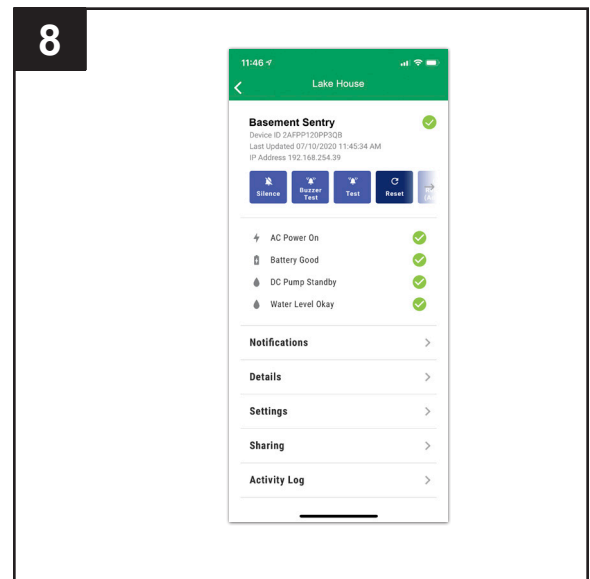 8
11:46
Lake House
Basement Sentry
Device ID 2AFPP120PP3QB
Last Updated 07/10/2020 11:45:34 AM
IP Address 192.168.254.39
Silence
Buzzer Test
Test
Reset
AC Power On
Battery Good
DC Pump Standby
Water Level Okay
Notifications
Details
Settings
Sharing
Activity Log